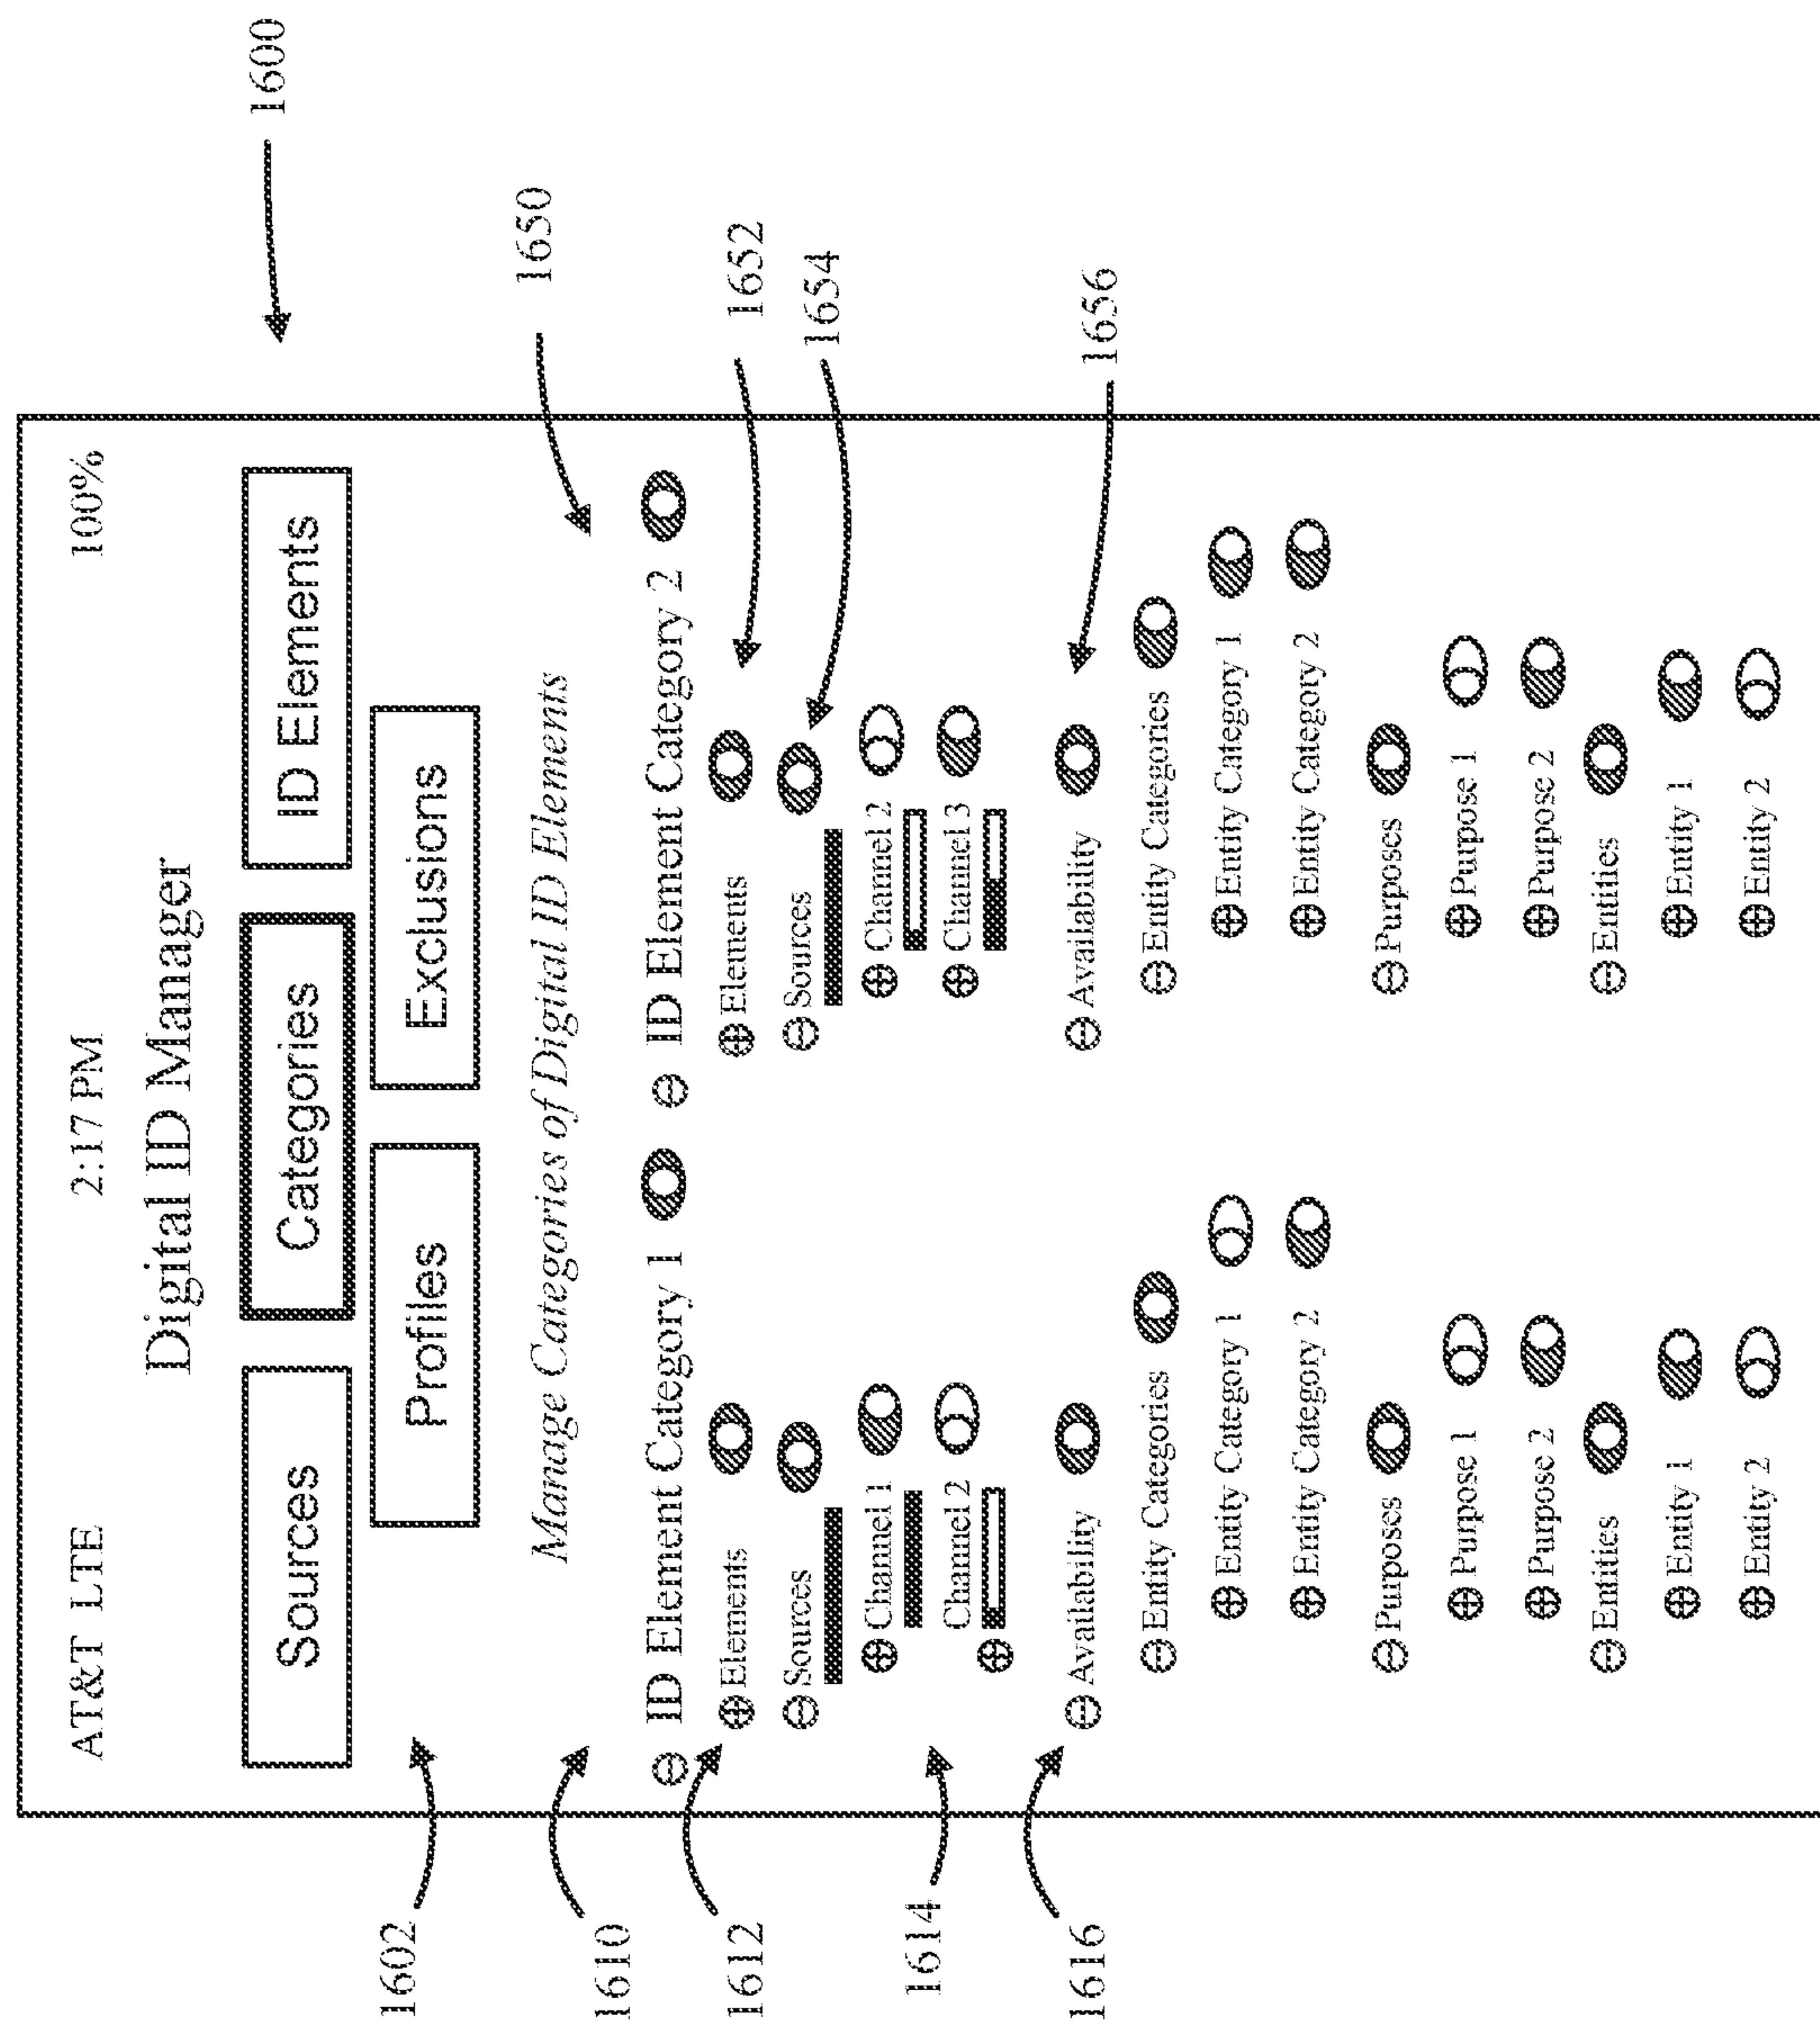 1600
AT&T LTE 2:17 PM 100%
Digital ID Manager
Sources Categories ID Elements
Profiles Exclusions
1602
Manage Categories of Digital ID Elements
1650
1610
ID Element Category 1 ID Element Category 2
1612
Elements Elements
1652
Sources Sources
1654
Channel 1 Channel 2
1614
Channel 2 Channel 3
1616
Availability Availability
1656
Entity Categories Entity Categories
Entity Category 1 Entity Category 1
Entity Category 2 Entity Category 2
Purposes Purposes
Purpose 1 Purpose 1
Purpose 2 Purpose 2
Entities Entities
Entity 1 Entity 1
Entity 2 Entity 2